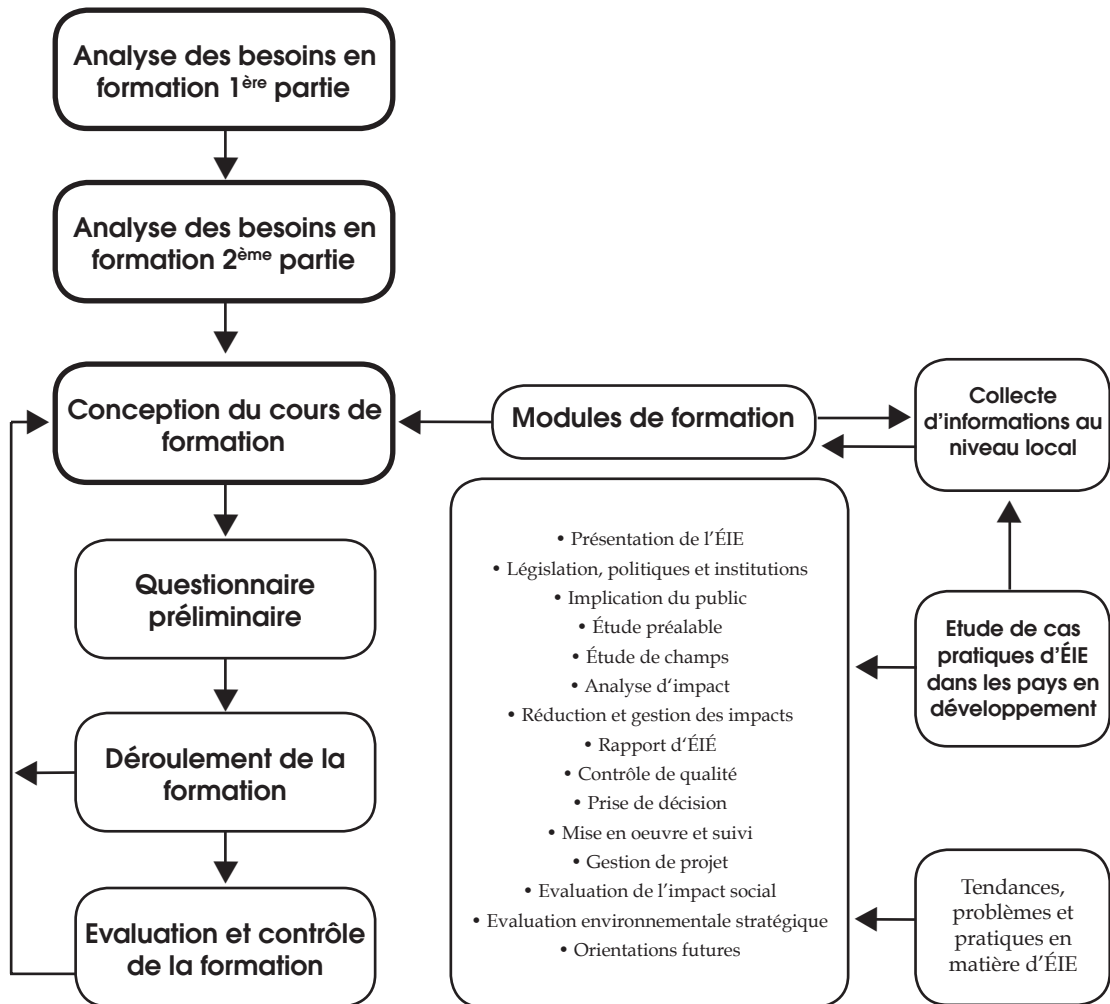 Analyse des besoins en
formation 1ère partie
Analyse des besoins en
formation 2ème partie
Conception du cours de
formation
Questionnaire
préliminaire
Déroulement de la
formation
Evaluation et contrôle
de la formation
Modules de formation
• Présentation de l'ÉIE
• Législation, politiques et institutions
• Implication du public
• Étude préalable
• Étude de champs
• Analyse d'impact
• Réduction et gestion des impacts
• Rapport d'ÉIÉ
• Contrôle de qualité
• Prise de décision
• Mise en oeuvre et suivi
• Gestion de projet
• Evaluation de l'impact social
• Evaluation environnementale stratégique
• Orientations futures
Collecte
d'informations au
niveau local
Etude de cas
pratiques d'ÉIE
dans les pays en
développement
Tendances,
problèmes et
pratiques en
matière d'ÉIE